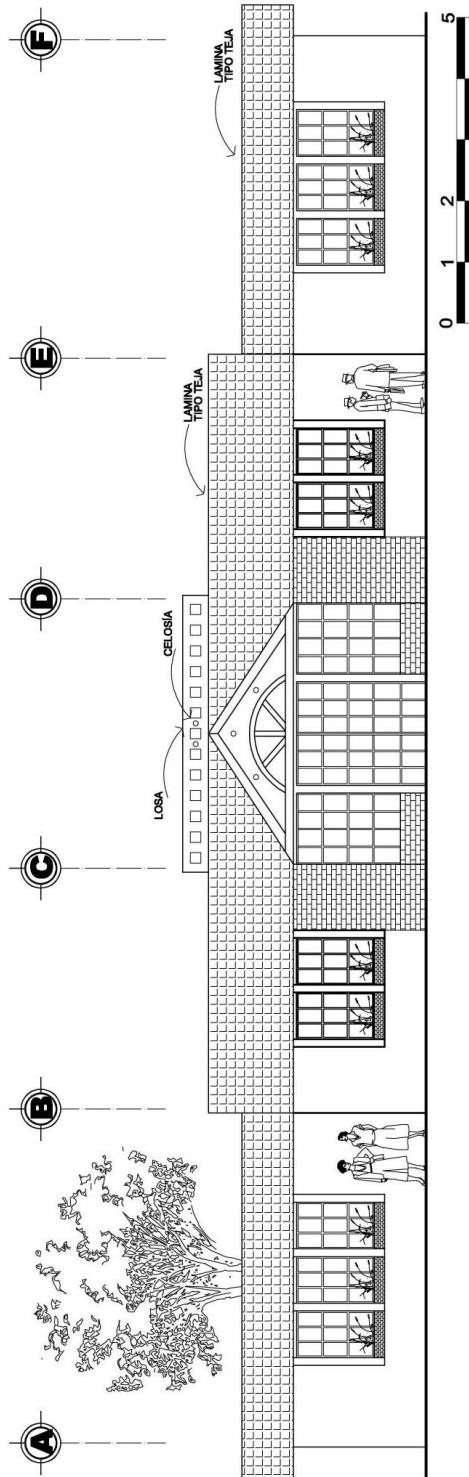 A
B
C
D
E
F
LOSA
CELOSÍA
LAMINA
TIPO TEJA
LAMINA
TIPO TEJA
0 1 2 5